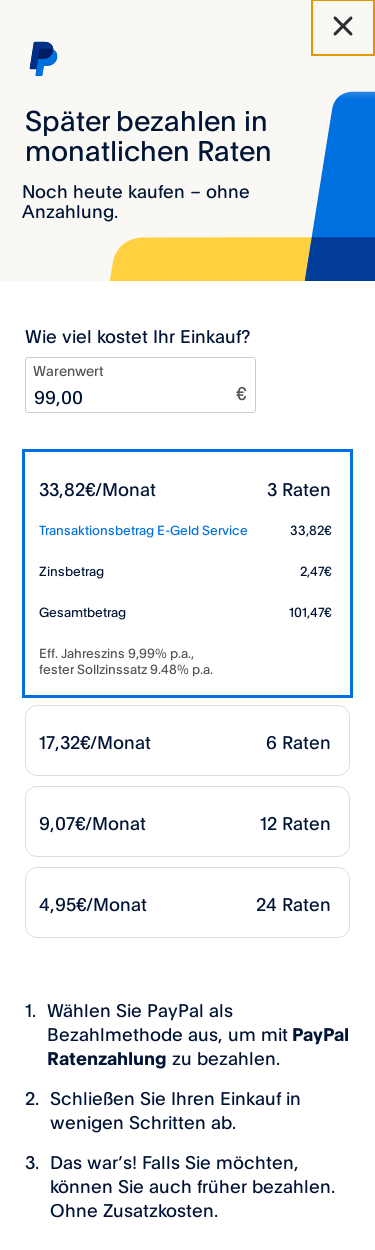 Später bezahlen in
monatlichen Raten
Noch heute kaufen – ohne
Anzahlung.
Wie viel kostet Ihr Einkauf?
Warenwert
99,00 €
33,82€/Monat 3 Raten
Transaktionsbetrag E-Geld Service 33,82€
Zinsbetrag 2,47€
Gesamtbetrag 101,47€
Eff. Jahreszins 9,99% p.a.,
fester Sollzinssatz 9.48% p.a.
17,32€/Monat 6 Raten
9,07€/Monat 12 Raten
4,95€/Monat 24 Raten
1. Wählen Sie PayPal als
Bezahlmethode aus, um mit PayPal
Ratenzahlung zu bezahlen.
2. Schließen Sie Ihren Einkauf in
wenigen Schritten ab.
3. Das war’s! Falls Sie möchten,
können Sie auch früher bezahlen.
Ohne Zusatzkosten.